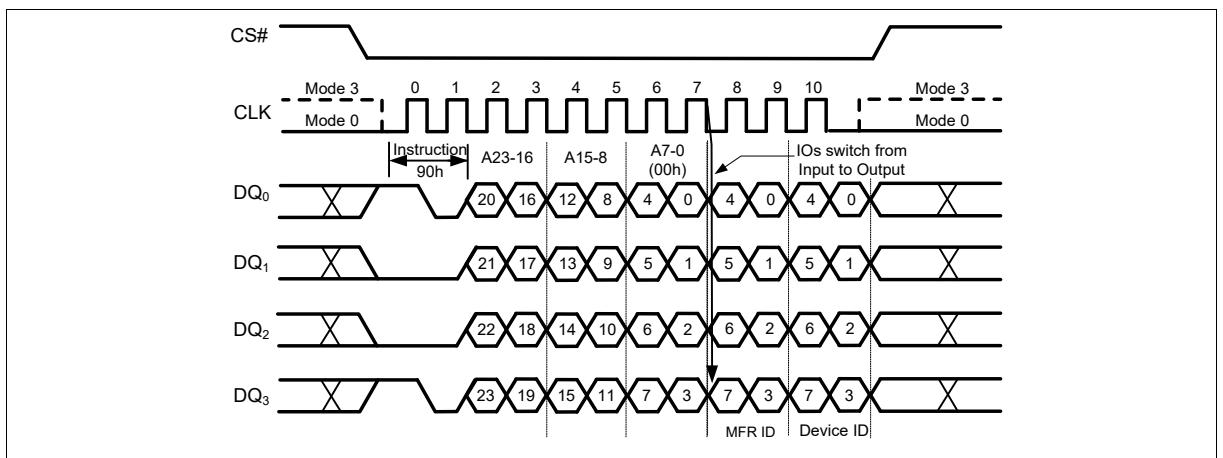 CS#
Mode 3 0 1 2 3 4 5 6 7 8 9 10 Mode 3
CLK
Mode 0 Mode 0
Instruction A23-16 A15-8 A7-0 IOs switch from
90h (00h) Input to Output
DQ0 20 16 12 8 4 0 4 0 4 0
DQ1 21 17 13 9 5 1 5 1 5 1
DQ2 22 18 14 10 6 2 6 2 6 2
DQ3 23 19 15 11 7 3 7 3 7 3
MFR ID Device ID